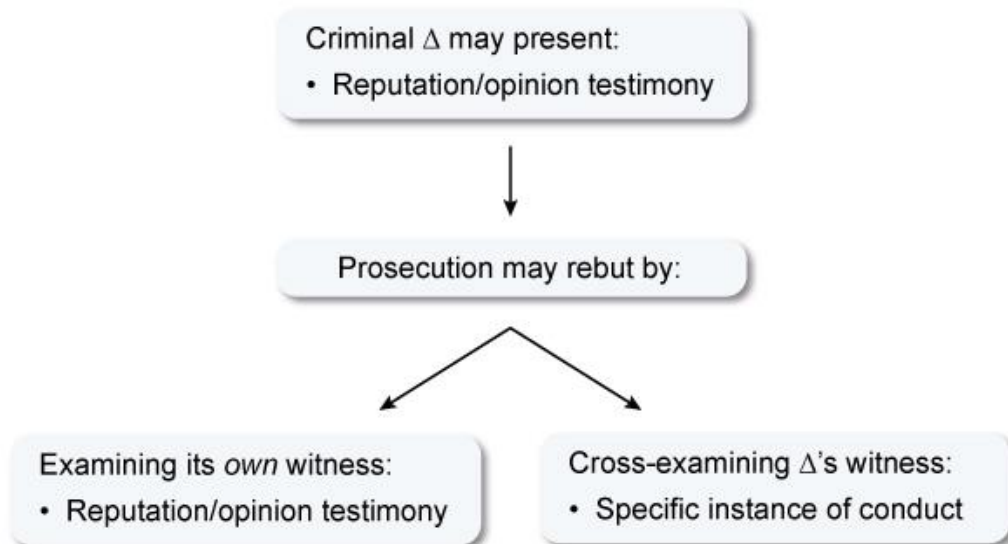 Criminal Δ may present:
• Reputation/opinion testimony
Prosecution may rebut by:
Examining its own witness:
• Reputation/opinion testimony
Cross-examining Δ's witness:
• Specific instance of conduct